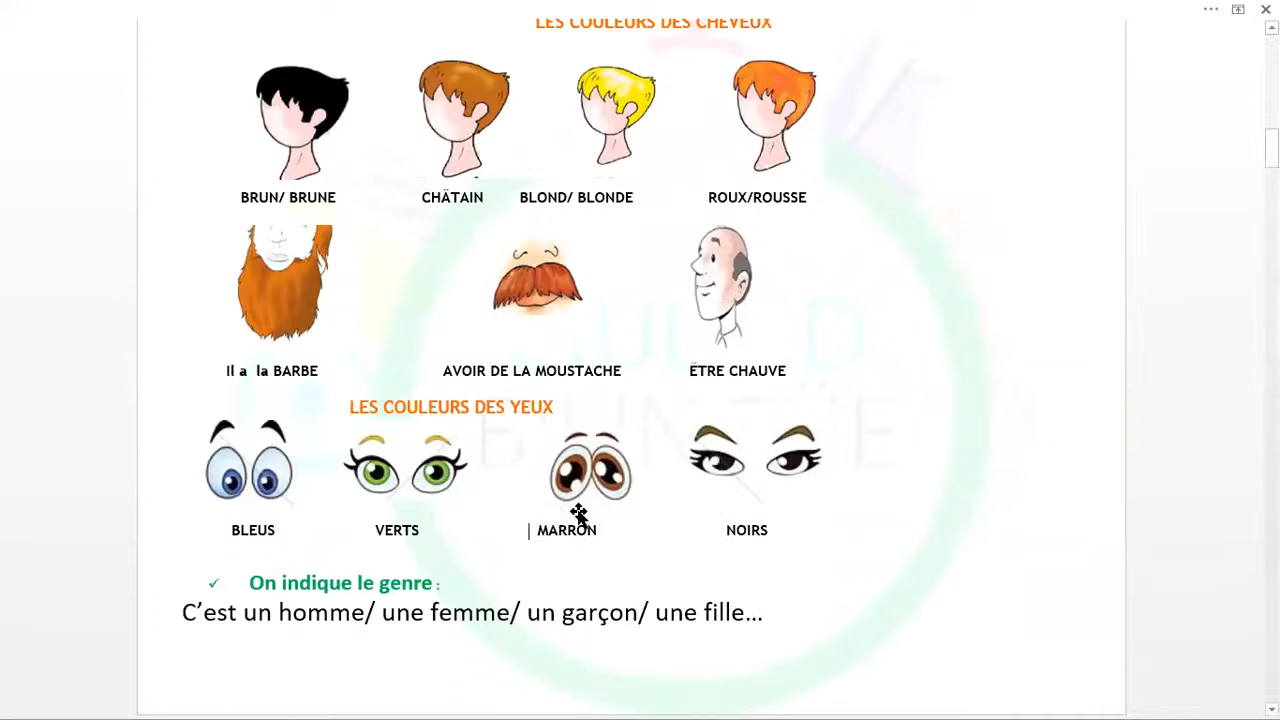 LES COULEURS DES CHEVEUX
BRUN/ BRUNE CHÄTAIN BLOND/ BLONDE ROUX/ROUSSE
Il a la BARBE AVOIR DE LA MOUSTACHE ËTRE CHAUVE
LES COULEURS DES YEUX
BLEUS VERTS MARRON NOIRS
✓ On indique le genre :
C’est un homme/ une femme/ un garçon/ une fille…